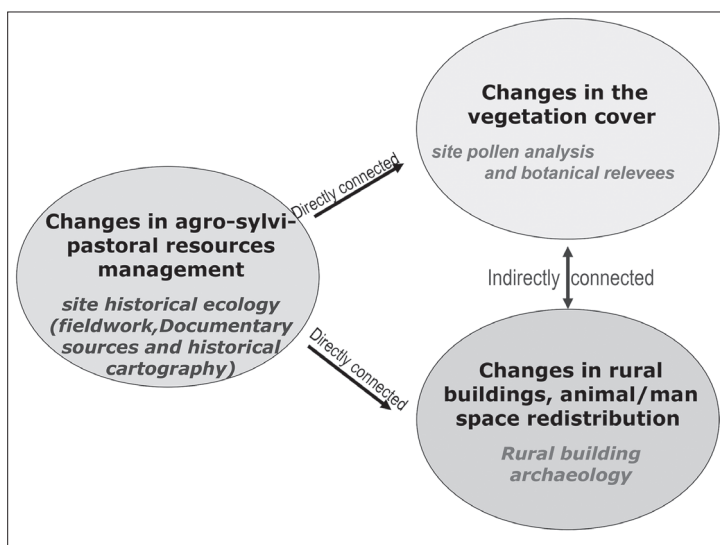 Changes in agro-sylvi-
pastoral resources
management
site historical ecology
(fieldwork,Documentary
sources and historical
cartography)
Directly connected
Changes in the
vegetation cover
site pollen analysis
and botanical relevees
Indirectly connected
Directly connected
Changes in rural
buildings, animal/man
space redistribution
Rural building
archaeology